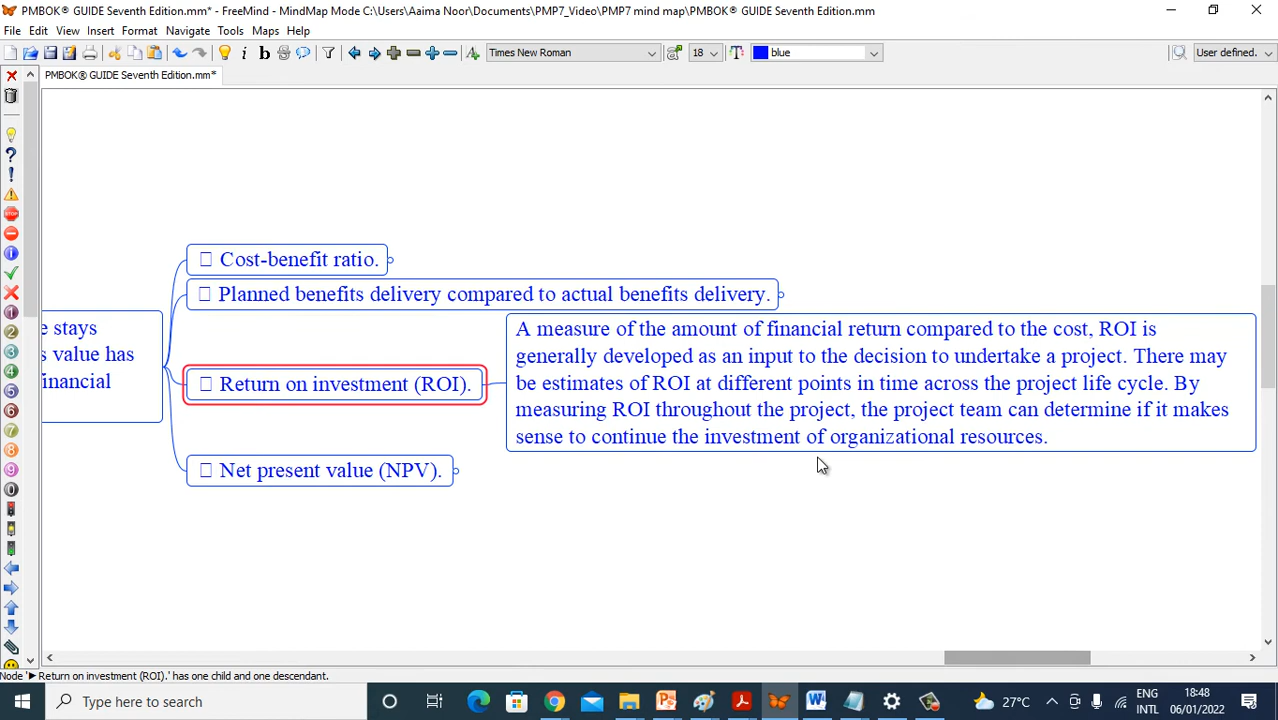 PMBOK® GUIDE Seventh Edition.mm* - FreeMind - MindMap Mode C:\Users\Aaima Noor\Documents\PMP7_Video\PMP7 mind map\PMBOK® GUIDE Seventh Edition.mm
File Edit View Insert Format Navigate Tools Maps Help
Times New Roman 18 blue User defined.
PMBOK® GUIDE Seventh Edition.mm*
Cost-benefit ratio.
Planned benefits delivery compared to actual benefits delivery.
e stays
s value has
inancial
Return on investment (ROI).
A measure of the amount of financial return compared to the cost, ROI is
generally developed as an input to the decision to undertake a project. There may
be estimates of ROI at different points in time across the project life cycle. By
measuring ROI throughout the project, the project team can determine if it makes
sense to continue the investment of organizational resources.
Net present value (NPV).
Node '►Return on investment (ROI).' has one child and one descendant.
Type here to search
27°C
ENG
INTL
18:48
06/01/2022